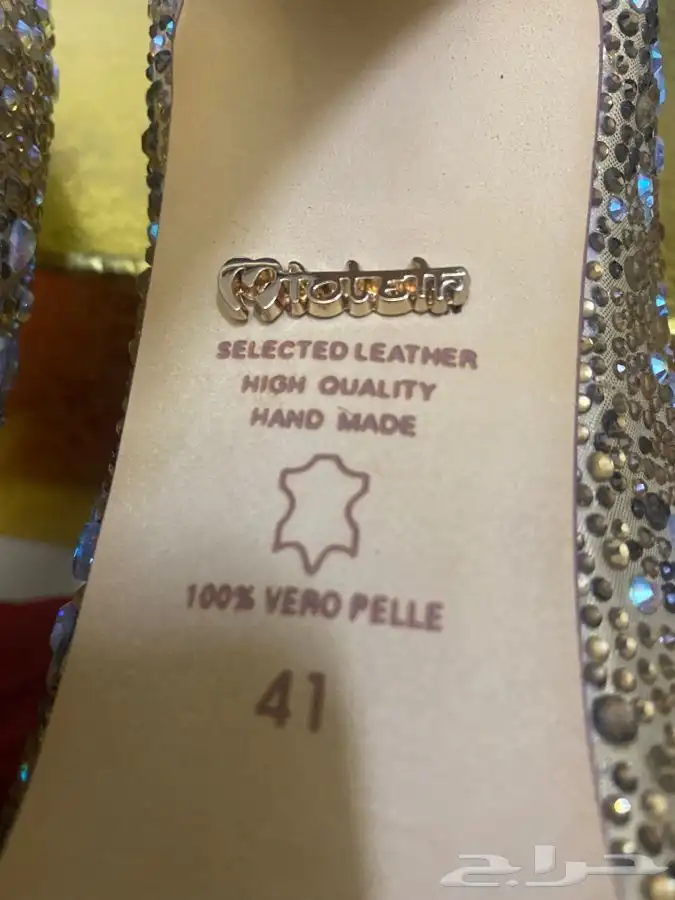 SELECTED LEATHER
HIGH QUALITY
HAND MADE
100% VERO PELLE
41
حراج